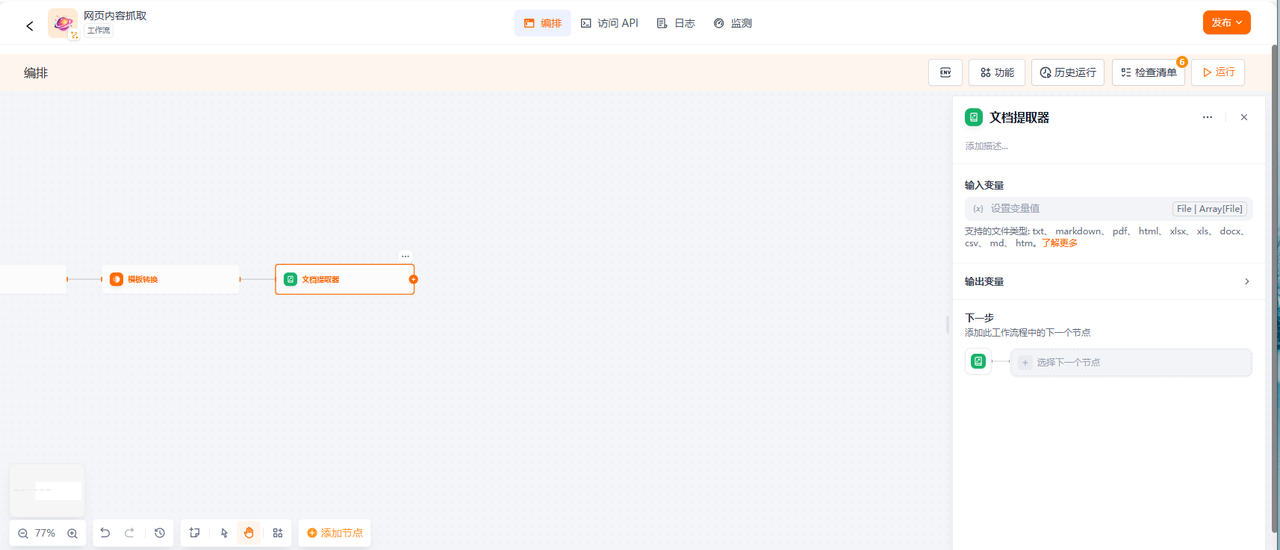 网页内容抓取
工作流
编排
访问 API
日志
监测
发布
编排
ENV
功能
历史运行
检查清单
6
运行
文档提取器
添加描述...
输入变量
{x} 设置变量值
File | Array[File]
支持的文件类型: txt、 markdown、 pdf、 html、 xlsx、 xls、 docx、
csv、 md、 htm。了解更多
输出变量
下一步
添加此工作流程中的下一个节点
选择下一个节点
模板转换
文档提取器
77%
添加节点